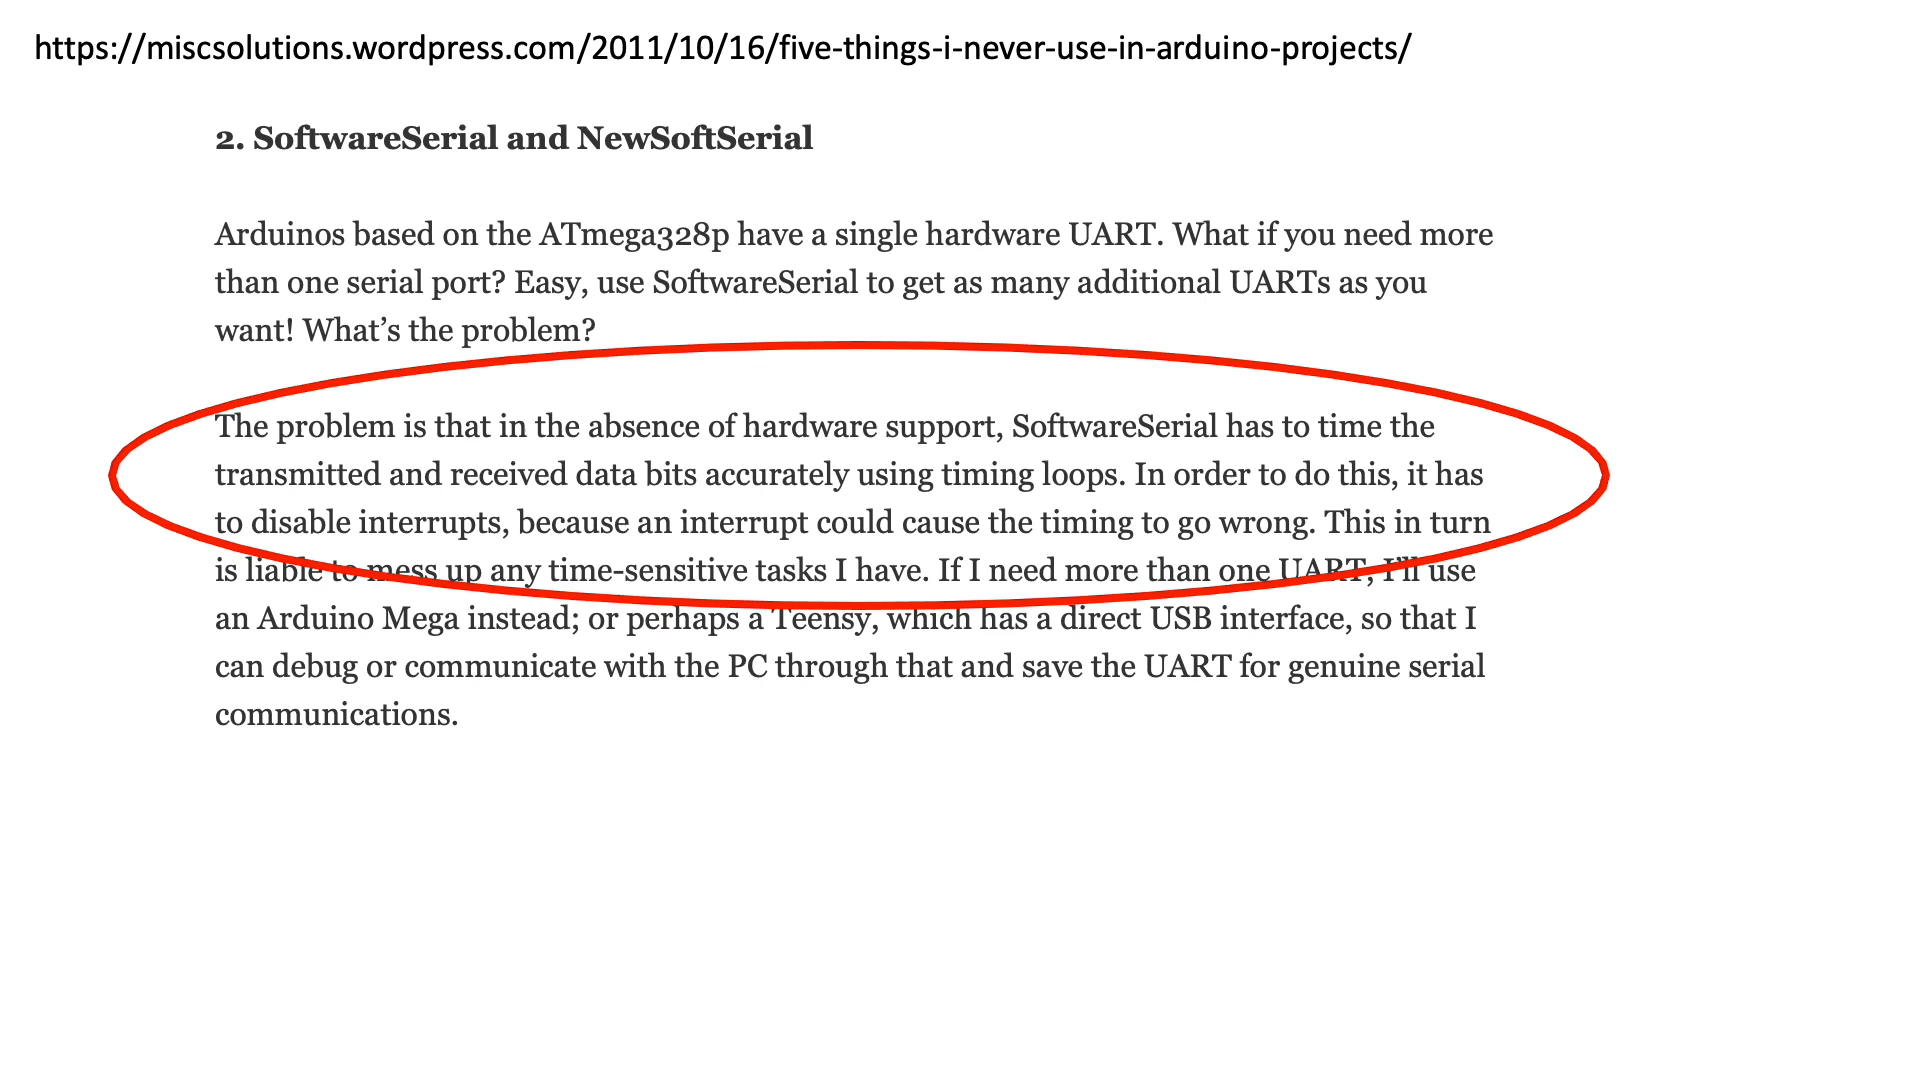 https://miscsolutions.wordpress.com/2011/10/16/five-things-i-never-use-in-arduino-projects/
2. SoftwareSerial and NewSoftSerial
Arduinos based on the ATmega328p have a single hardware UART. What if you need more
than one serial port? Easy, use SoftwareSerial to get as many additional UARTs as you
want! What’s the problem?
The problem is that in the absence of hardware support, SoftwareSerial has to time the
transmitted and received data bits accurately using timing loops. In order to do this, it has
to disable interrupts, because an interrupt could cause the timing to go wrong. This in turn
is liable to mess up any time-sensitive tasks I have. If I need more than one UART, I’ll use
an Arduino Mega instead; or perhaps a Teensy, which has a direct USB interface, so that I
can debug or communicate with the PC through that and save the UART for genuine serial
communications.